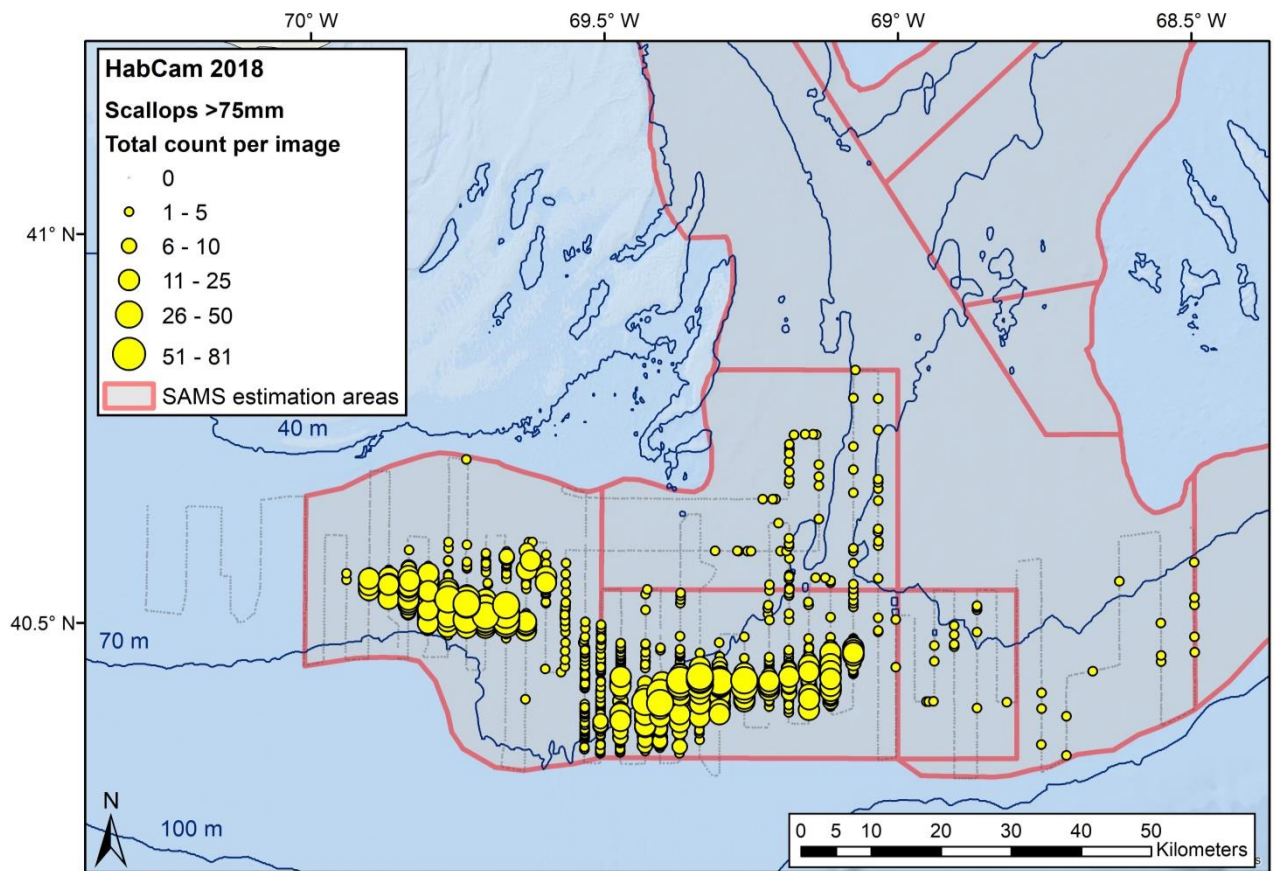 70° W
69.5° W
69° W
68.5° W
HabCam 2018
Scallops >75mm
Total count per image
0
1 - 5
6 - 10
11 - 25
26 - 50
51 - 81
SAMS estimation areas
41° N
40 m
40.5° N
70 m
N
100 m
0 5 10 20 30 40 50
Kilometers